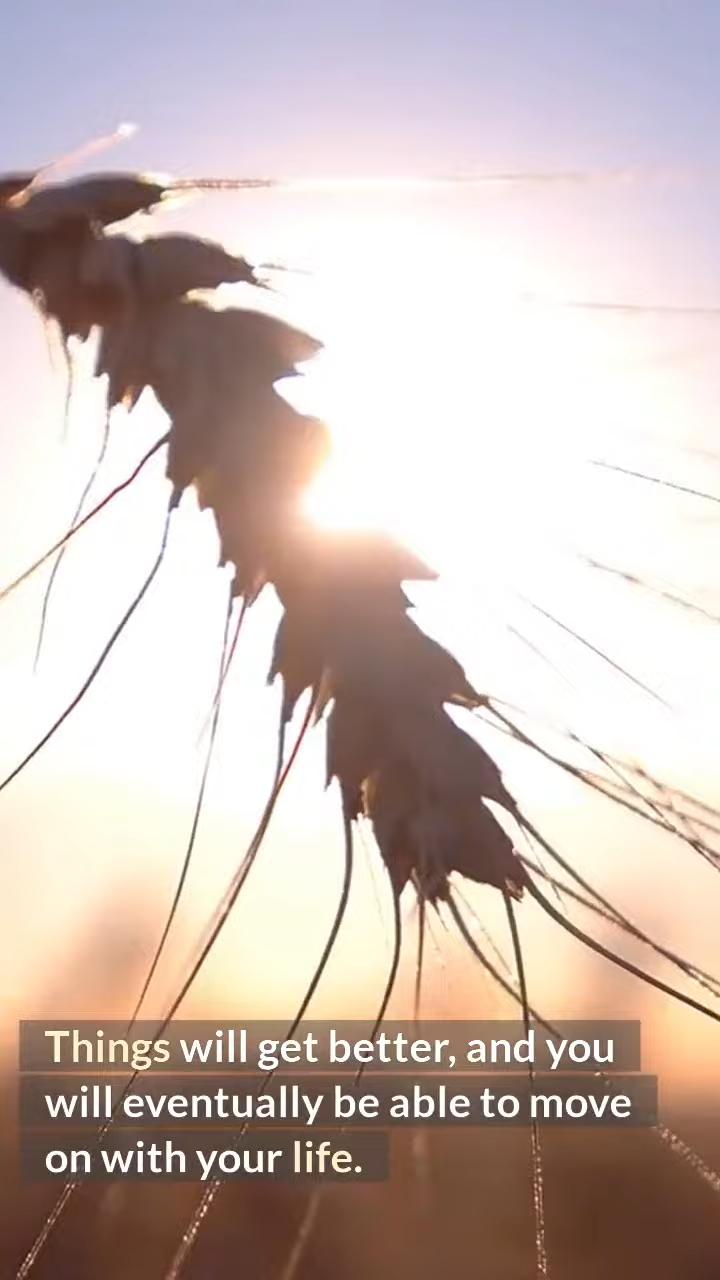 Things will get better, and you
will eventually be able to move
on with your life.